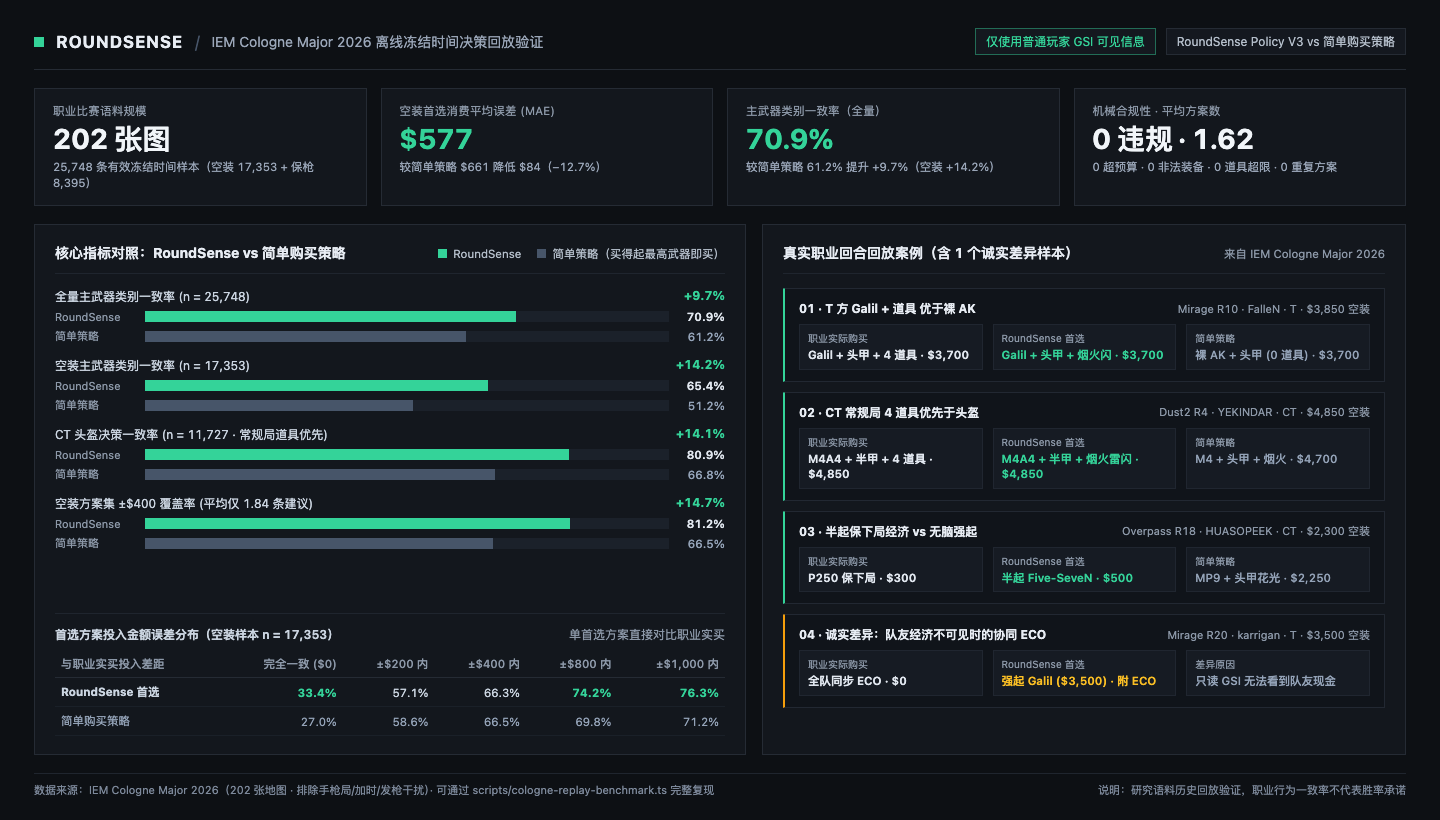 ROUNDSENSE / IEM Cologne Major 2026 离线冻结时间决策回放验证
仅使用普通玩家 GSI 可见信息
RoundSense Policy V3 vs 简单购买策略
职业比赛语料规模
202 张图
25,748 条有效冻结时间样本（空装 17,353 + 保枪
8,395）
空装首选消费平均误差 (MAE)
$577
较简单策略 $661 降低 $84（−12.7%）
主武器类别一致率（全量）
70.9%
较简单策略 61.2% 提升 +9.7%（空装 +14.2%）
机械合规性 · 平均方案数
0 违规 · 1.62
0 超预算 · 0 非法装备 · 0 道具超限 · 0 重复方案
核心指标对照：RoundSense vs 简单购买策略
RoundSense
简单策略（买得起最高武器即买）
全量主武器类别一致率 (n = 25,748)
+9.7%
RoundSense
70.9%
简单策略
61.2%
空装主武器类别一致率 (n = 17,353)
+14.2%
RoundSense
65.4%
简单策略
51.2%
CT 头盔决策一致率 (n = 11,727 · 常规局道具优先)
+14.1%
RoundSense
80.9%
简单策略
66.8%
空装方案集 ±$400 覆盖率 (平均仅 1.84 条建议)
+14.7%
RoundSense
81.2%
简单策略
66.5%
首选方案投入金额误差分布（空装样本 n = 17,353）
单首选方案直接对比职业实买
与职业实买投入差距 完全一致 ($0) ±$200 内 ±$400 内 ±$800 内 ±$1,000 内
RoundSense 首选 33.4% 57.1% 66.3% 74.2% 76.3%
简单购买策略 27.0% 58.6% 66.5% 69.8% 71.2%
真实职业回合回放案例（含 1 个诚实差异样本）
来自 IEM Cologne Major 2026
01 · T 方 Galil + 道具 优于裸 AK
Mirage R10 · FalleN · T · $3,850 空装
职业实际购买
Galil + 头甲 + 4 道具 · $3,700
RoundSense 首选
Galil + 头甲 + 烟火闪 · $3,700
简单策略
裸 AK + 头甲 (0 道具) · $3,700
02 · CT 常规局 4 道具优先于头盔
Dust2 R4 · YEKINDAR · CT · $4,850 空装
职业实际购买
M4A4 + 半甲 + 4 道具 ·
$4,850
RoundSense 首选
M4A4 + 半甲 + 烟火雷闪 ·
$4,850
简单策略
M4 + 头甲 + 烟火 · $4,700
03 · 半起保下局经济 vs 无脑强起
Overpass R18 · HUASOPEEK · CT · $2,300 空装
职业实际购买
P250 保下局 · $300
RoundSense 首选
半起 Five-SeveN · $500
简单策略
MP9 + 头甲花光 · $2,250
04 · 诚实差异：队友经济不可见时的协同 ECO
Mirage R20 · karrigan · T · $3,500 空装
职业实际购买
全队同步 ECO · $0
RoundSense 首选
强起 Galil ($3,500) · 附 ECO
差异原因
只读 GSI 无法看到队友现金
数据来源：IEM Cologne Major 2026（202 张地图 · 排除手枪局/加时/发枪干扰）· 可通过 scripts/cologne-replay-benchmark.ts 完整复现
说明：研究语料历史回放验证，职业行为一致率不代表胜率承诺